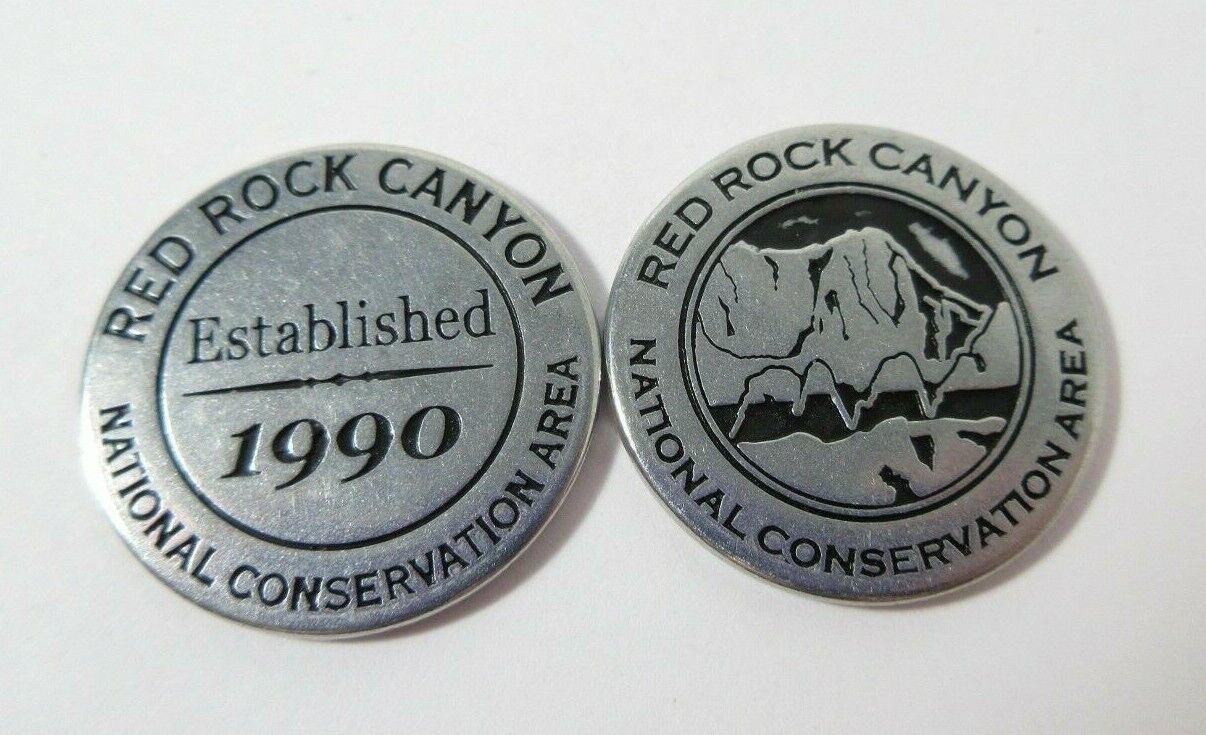 RED ROCK CANYON
Established
1990
NATIONAL CONSERVATION AREA
RED ROCK CANYON
NATIONAL CONSERVATION AREA